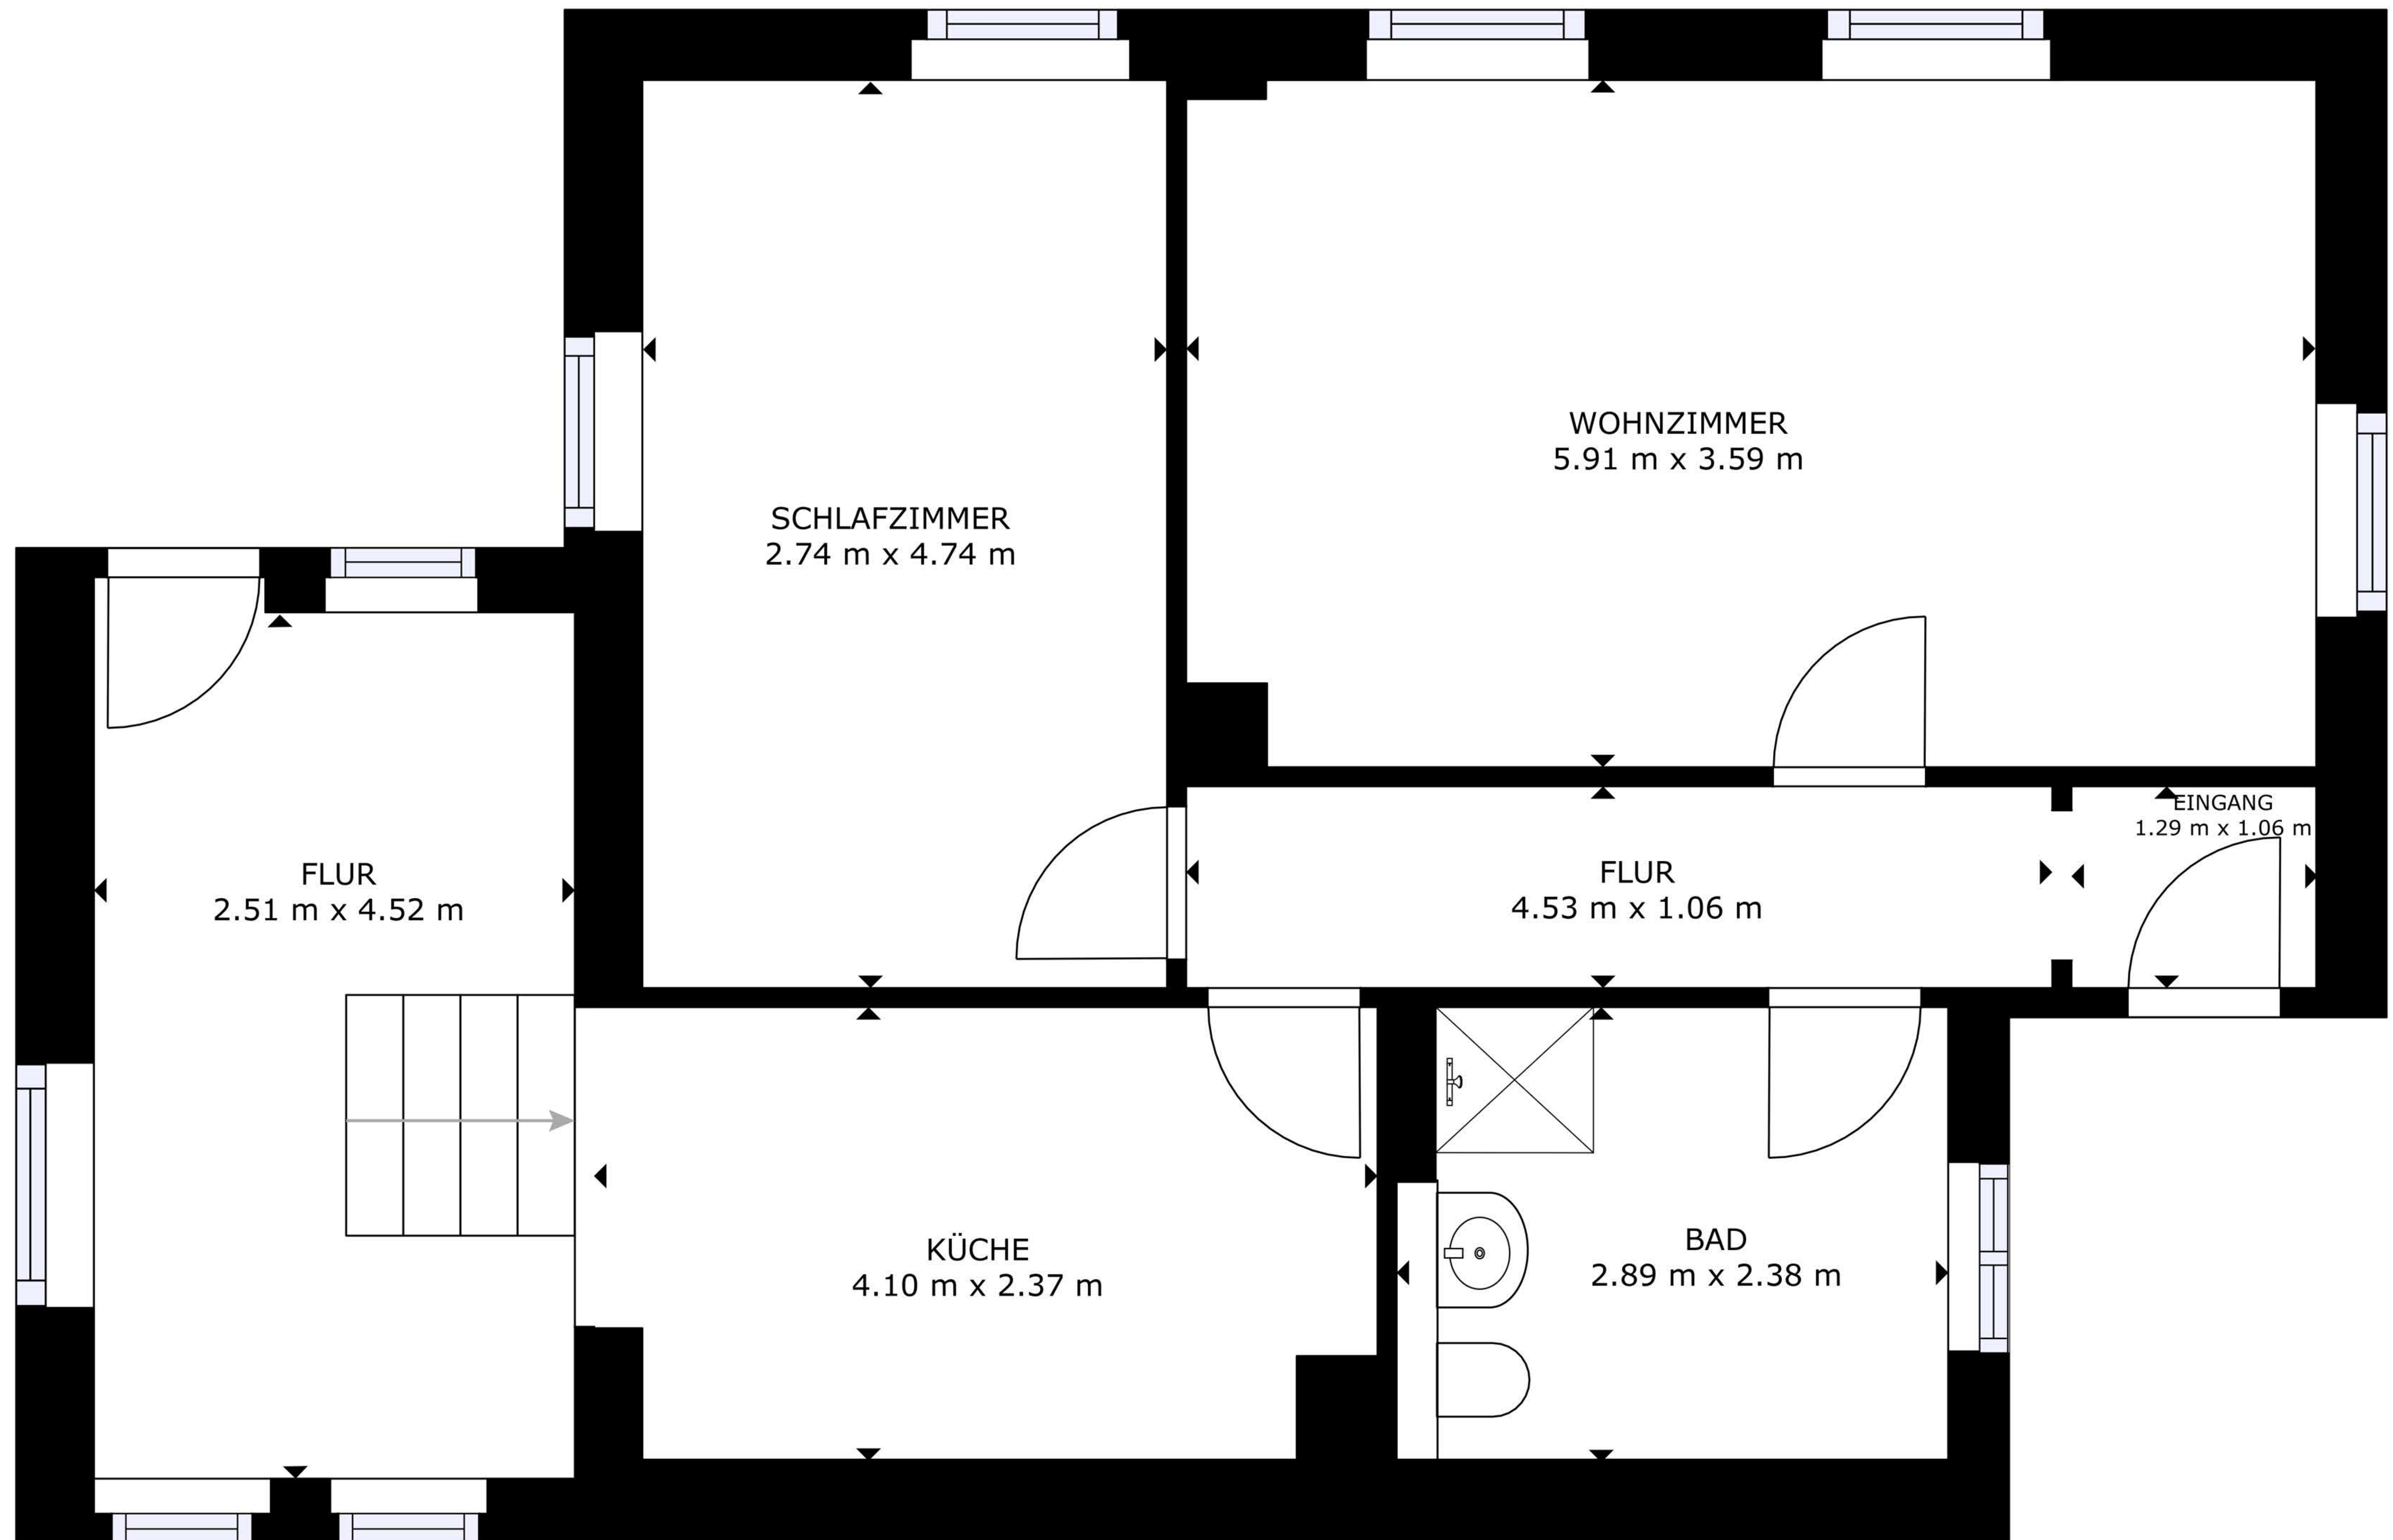 WOHNZIMMER
5.91 m x 3.59 m
SCHLAFZIMMER
2.74 m x 4.74 m
EINGANG
1.29 m x 1.06 m
FLUR
2.51 m x 4.52 m
FLUR
4.53 m x 1.06 m
KÜCHE
4.10 m x 2.37 m
BAD
2.89 m x 2.38 m